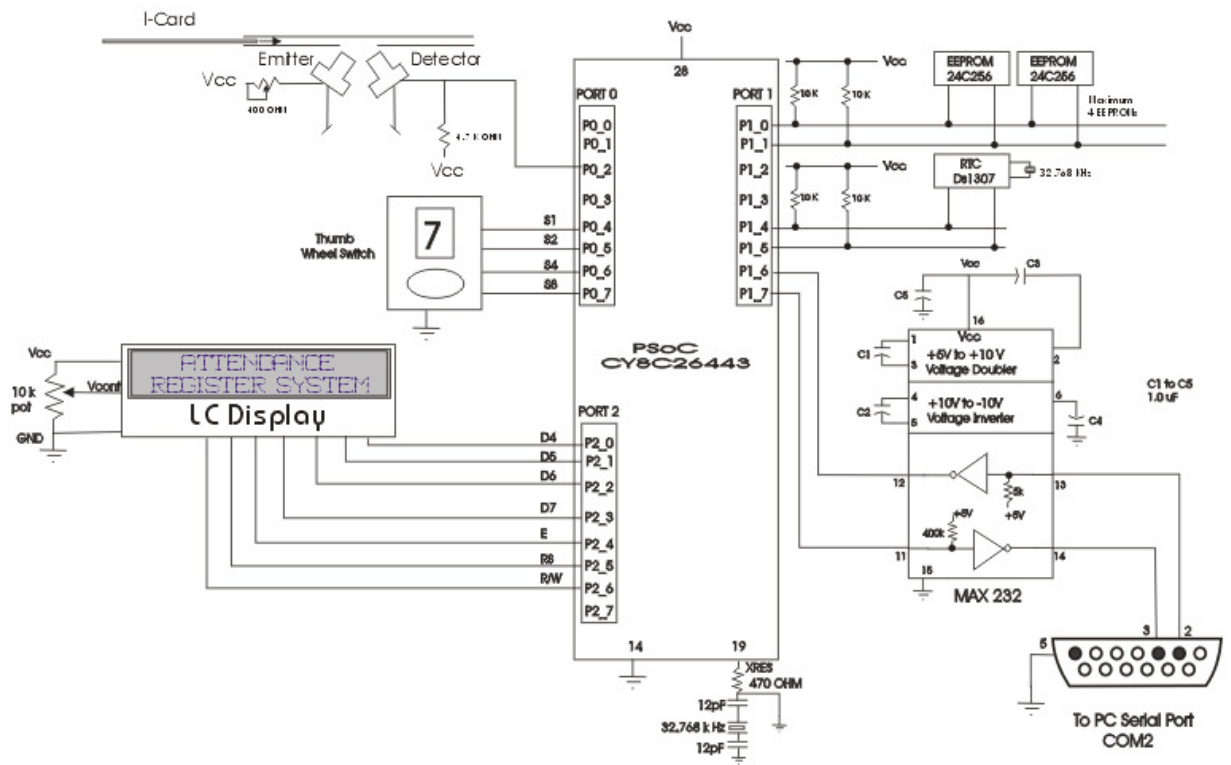 I-Card
Emitter
Detector
Vcc
400 OHM
4.7 K OHM
Vcc
Thumb
Wheel Switch
7
S1
S2
S4
S8
Vcc
28
PORT 0
P0_0
P0_1
P0_2
P0_3
P0_4
P0_5
P0_6
P0_7
PORT 1
P1_0
P1_1
P1_2
P1_3
P1_4
P1_5
P1_6
P1_7
PSoC
CY8C26443
Vcc
10K
10K
EEPROM
24C256
EEPROM
24C256
Maximum
4 EEPROMs
Vcc
10K
10K
RTC
Ds1307
32.768 kHz
Vcc
10 k
pot
Vcont
GND
ATTENDANCE
REGISTER SYSTEM
LC Display
D4
D5
D6
D7
E
RS
R/W
PORT 2
P2_0
P2_1
P2_2
P2_3
P2_4
P2_5
P2_6
P2_7
14
19
XRES
470 OHM
12pF
32.768 k Hz
12pF
Vcc
C3
C5
16
Vcc
1
C1
3
+5V to +10 V
Voltage Doubler
2
4
C2
5
+10V to -10V
Voltage Inverter
6
C4
C1 to C5
1.0 uF
12
13
5k
+5V
+5V
400k
11
14
15
MAX 232
5
3
2
To PC Serial Port
COM2